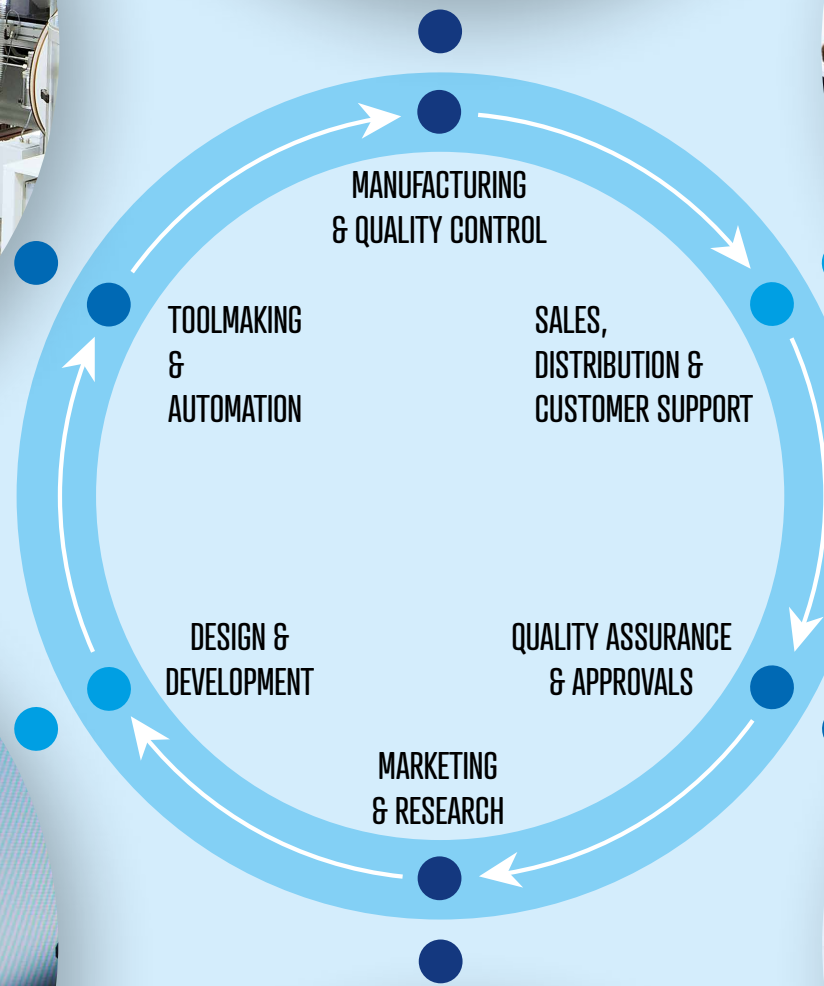 MANUFACTURING
& QUALITY CONTROL
TOOLMAKING
&
AUTOMATION
SALES,
DISTRIBUTION &
CUSTOMER SUPPORT
DESIGN &
DEVELOPMENT
QUALITY ASSURANCE
& APPROVALS
MARKETING
& RESEARCH